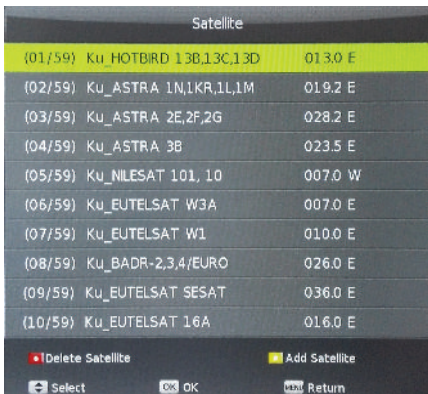 Satellite
(01/59) Ku_HOTBIRD 13B,13C,13D 013.0 E
(02/59) Ku_ASTRA 1N,1KR,1L,1M 019.2 E
(03/59) Ku_ASTRA 2E,2F,2G 028.2 E
(04/59) Ku_ASTRA 3B 023.5 E
(05/59) Ku_NILESAT 101, 10 007.0 W
(06/59) Ku_EUTELSAT W3A 007.0 E
(07/59) Ku_EUTELSAT W1 010.0 E
(08/59) Ku_BADR-2,3,4/EURO 026.0 E
(09/59) Ku_EUTELSAT SESAT 036.0 E
(10/59) Ku_EUTELSAT 16A 016.0 E
Delete Satellite Add Satellite
Select OK OK MENU Return